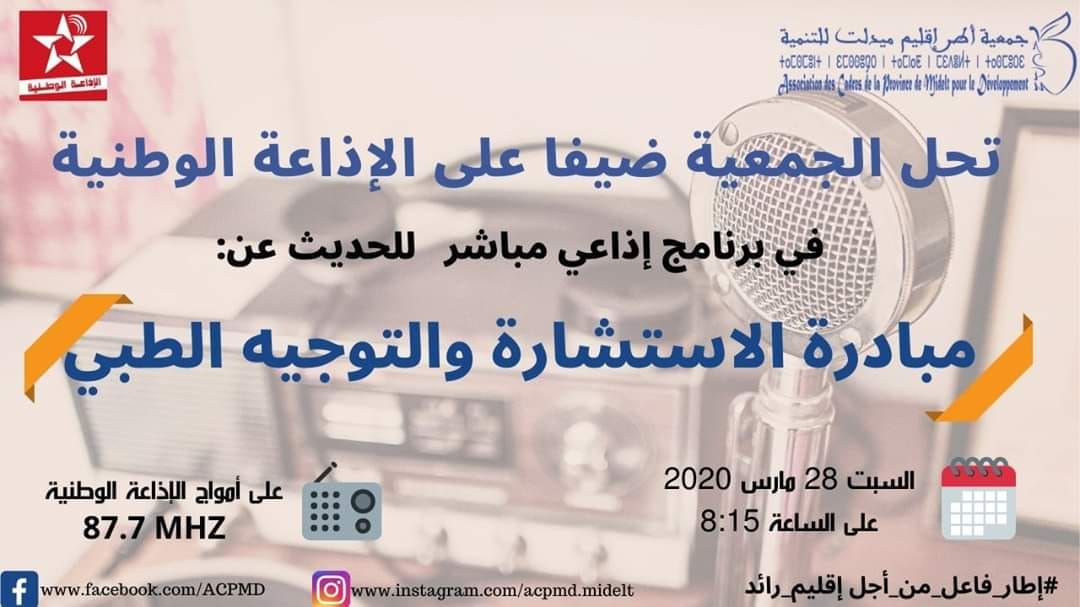 الإذاعة الوطنية
جمعية أطر إقليم ميدلت للتنمية
Association des Cadres de la Province de Midelt pour le Développement
تحل الجمعية ضيفا على الإذاعة الوطنية
في برنامج إذاعي مباشر للحديث عن:
مبادرة الاستشارة والتوجيه الطبي
السبت 28 مارس 2020
على الساعة 8:15
على أمواج الإذاعة الوطنية
87.7 MHZ
#إطار_فاعل_من_أجل إقليم_رائد
www.instagram.com/acpmd.midelt
www.facebook.com/ACPMD